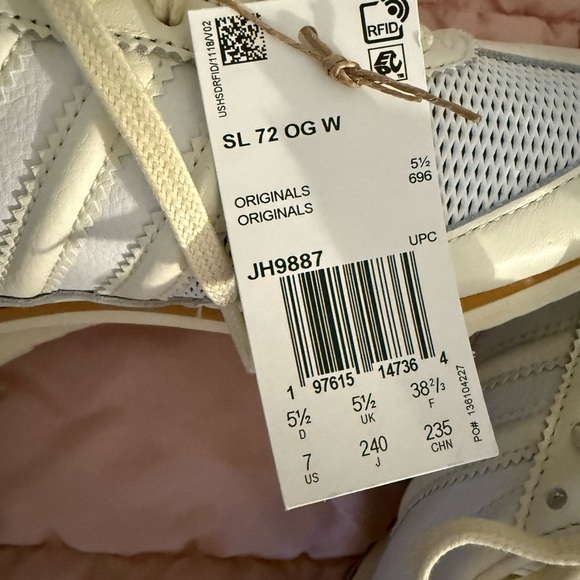 USHSDRFID/1118/V02
RFID
SL 72 OG W
5½
696
ORIGINALS
ORIGINALS
JH9887
UPC
1 97615 14736 4
5½ 5½ 38⅔
D UK F
7 240 235
US J CHN
PO# 136104227